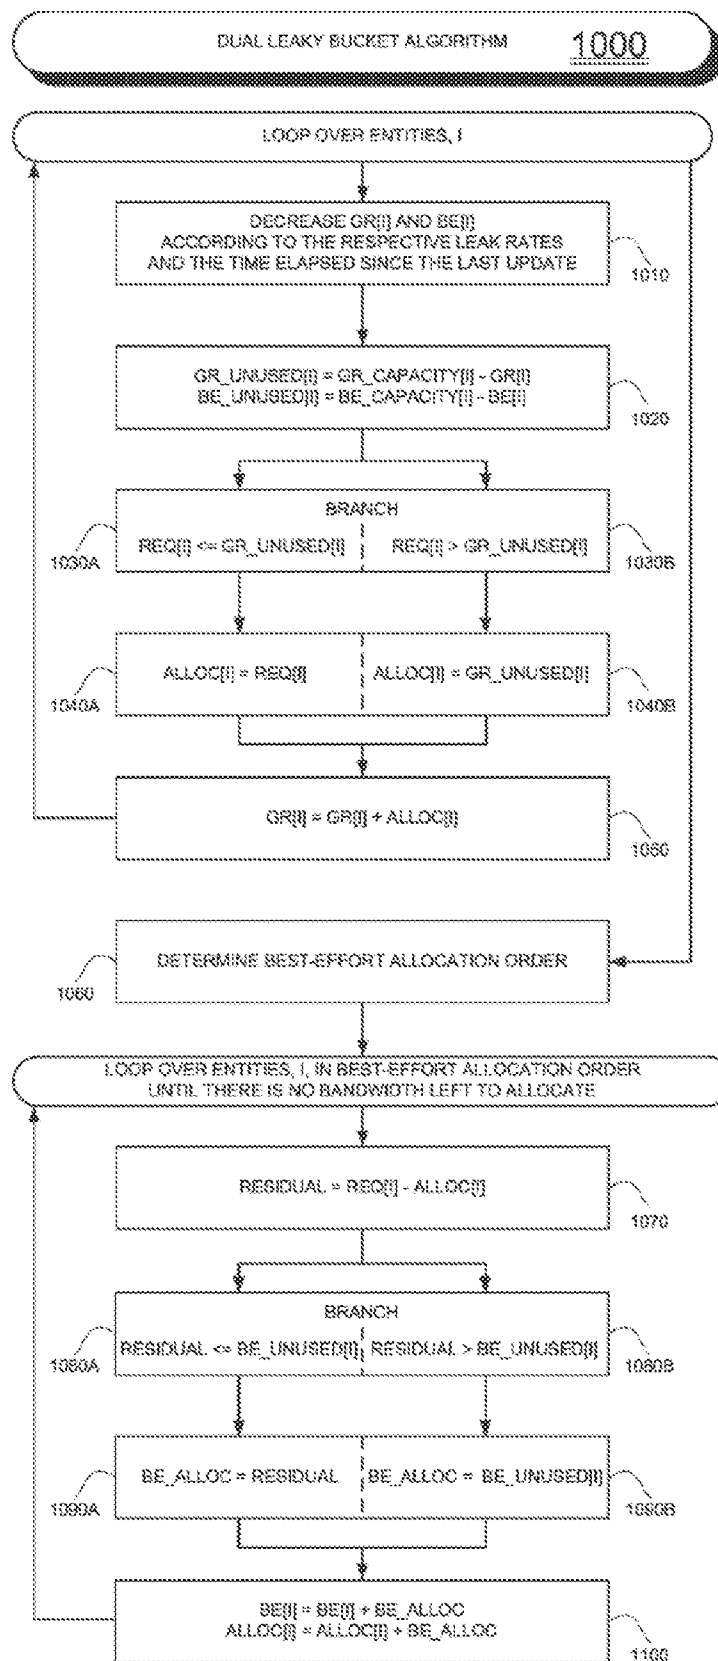 DUAL LEAKY BUCKET ALGORITHM 1000
LOOP OVER ENTITIES, I
DECREASE GR[I] AND BE[I]
ACCORDING TO THE RESPECTIVE LEAK RATES
AND THE TIME ELAPSED SINCE THE LAST UPDATE
1010
GR_UNUSED[I] = GR_CAPACITY[I] - GR[I]
BE_UNUSED[I] = BE_CAPACITY[I] - BE[I]
1020
BRANCH
REQ[I] <= GR_UNUSED[I] REQ[I] > GR_UNUSED[I]
1030A 1030B
ALLOC[I] = REQ[I] ALLOC[I] = GR_UNUSED[I]
1040A 1040B
GR[I] = GR[I] + ALLOC[I]
1050
DETERMINE BEST-EFFORT ALLOCATION ORDER
1060
LOOP OVER ENTITIES, I, IN BEST-EFFORT ALLOCATION ORDER
UNTIL THERE IS NO BANDWIDTH LEFT TO ALLOCATE
RESIDUAL = REQ[I] - ALLOC[I]
1070
BRANCH
RESIDUAL <= BE_UNUSED[I] RESIDUAL > BE_UNUSED[I]
1080A 1080B
BE_ALLOC = RESIDUAL BE_ALLOC = BE_UNUSED[I]
1090A 1090B
BE[I] = BE[I] + BE_ALLOC
ALLOC[I] = ALLOC[I] + BE_ALLOC
1100